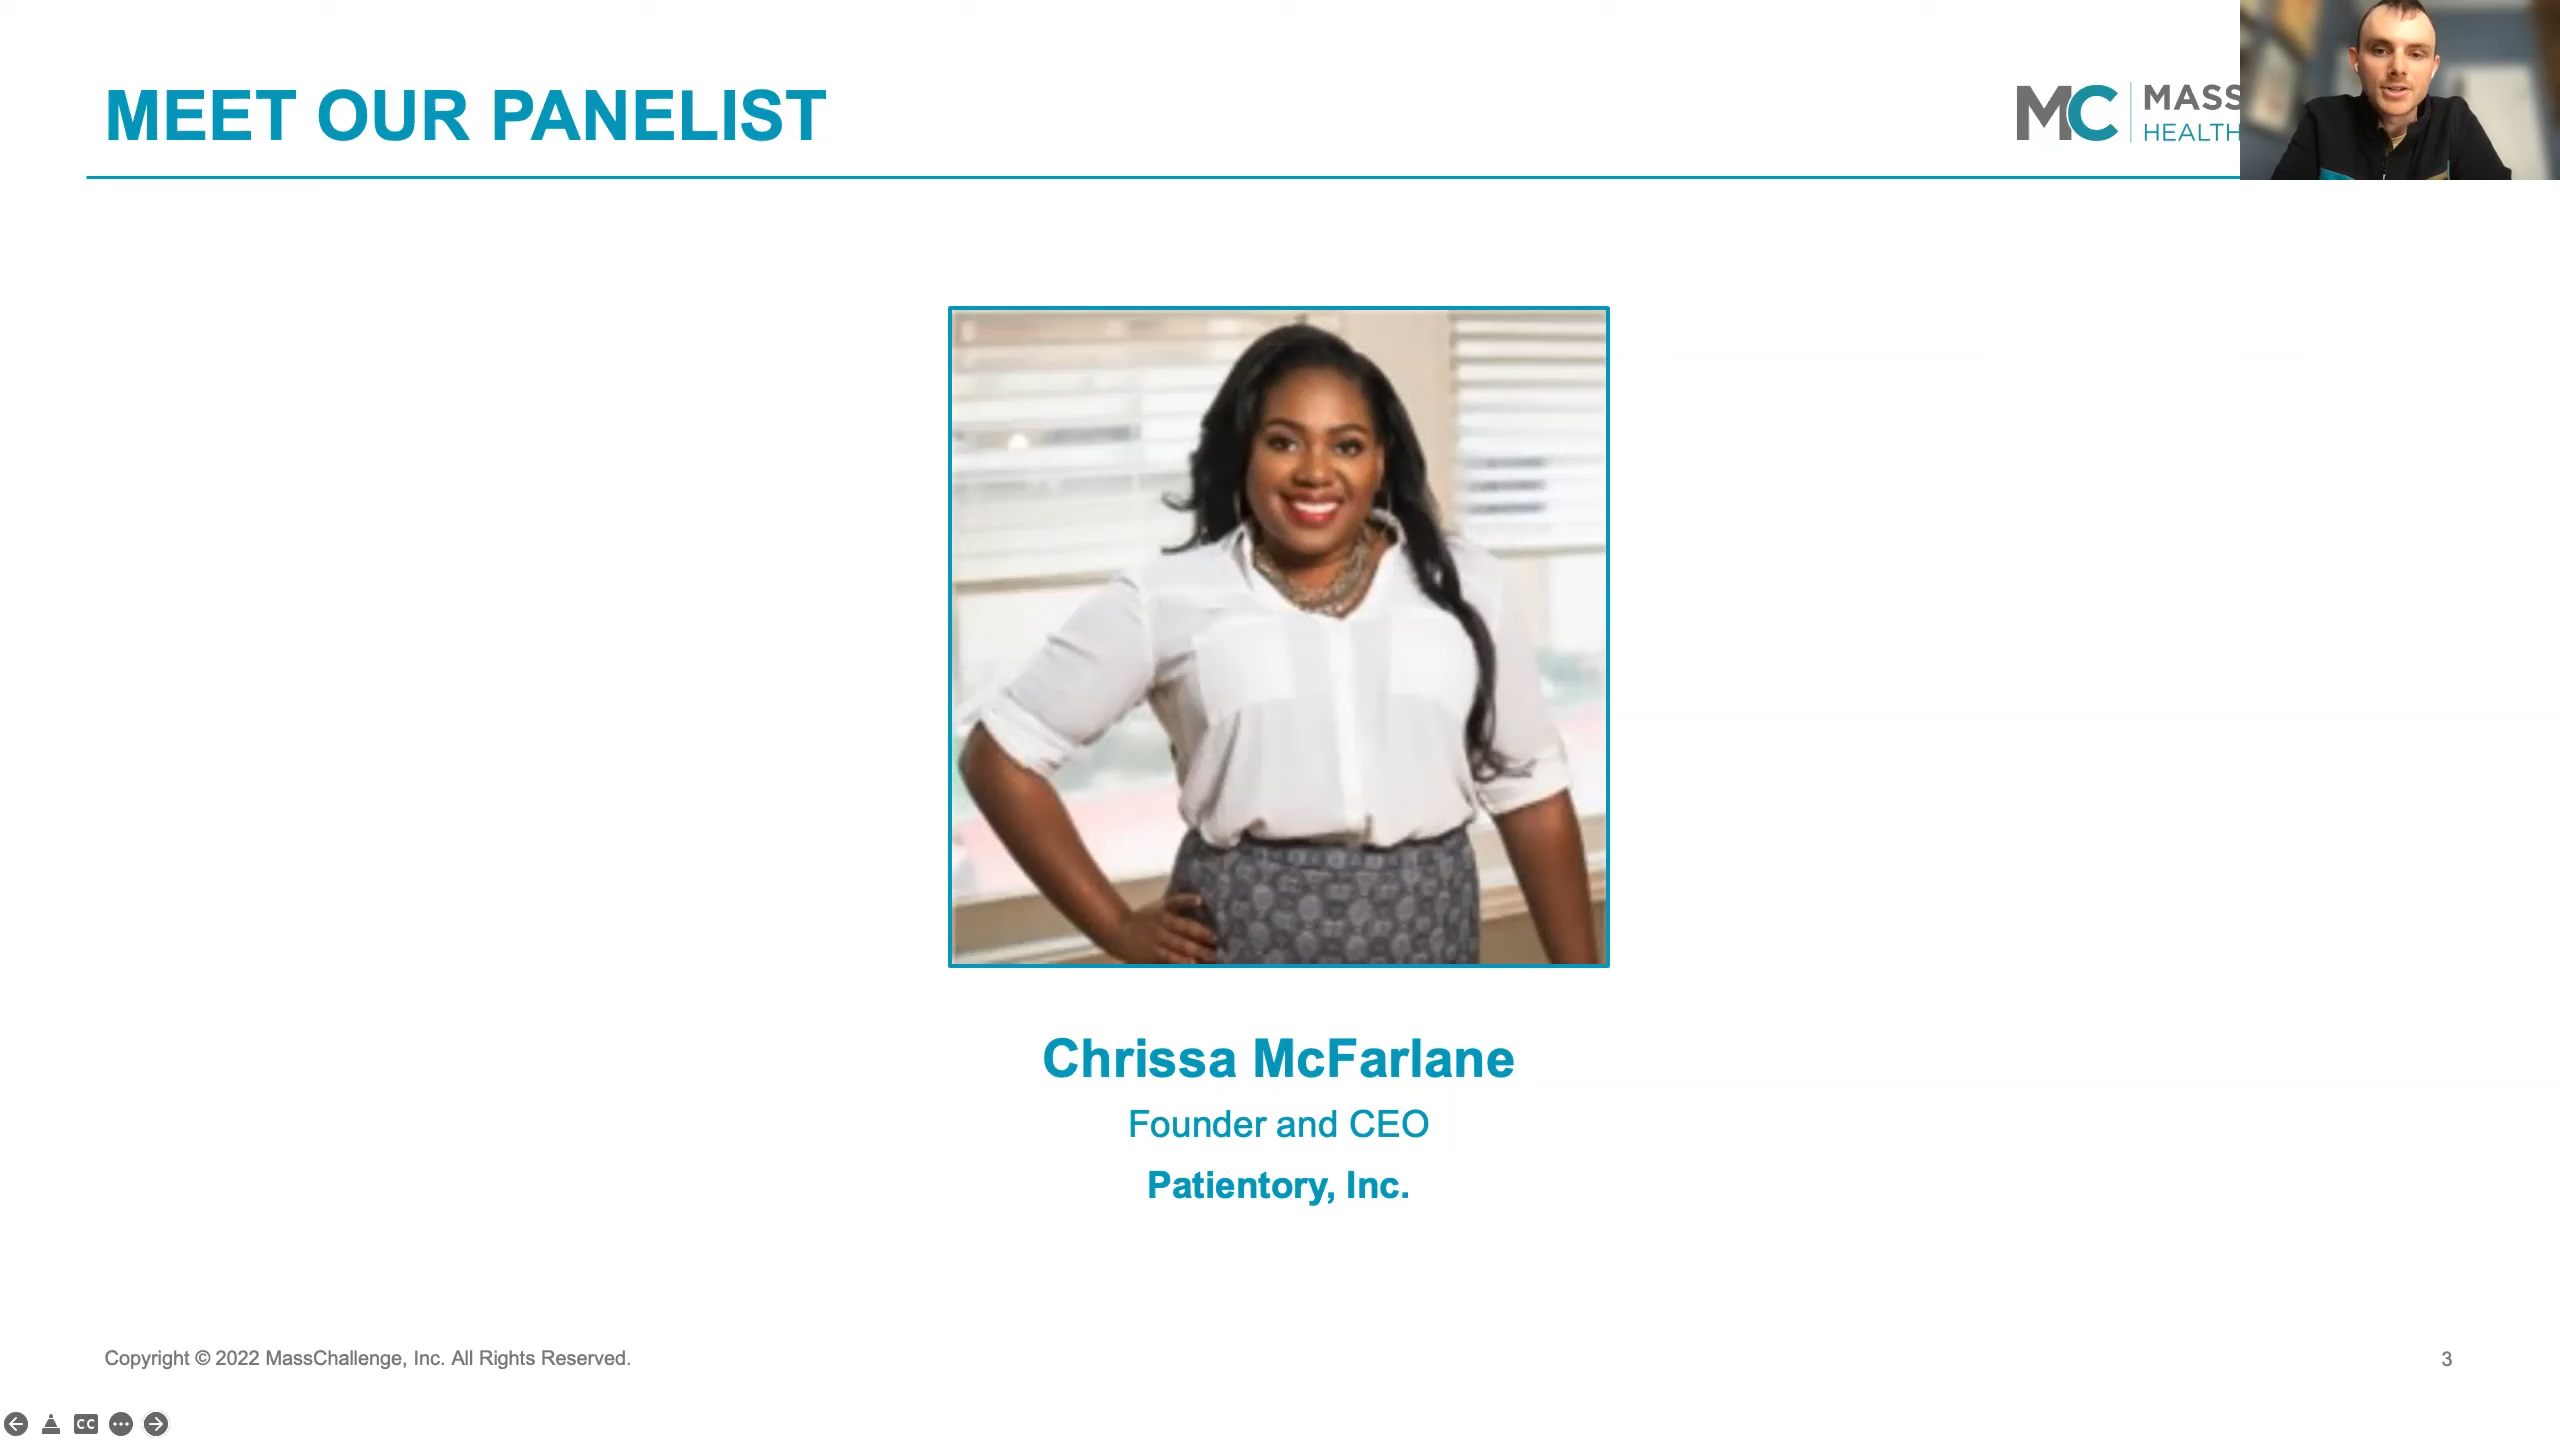 MEET OUR PANELIST
MC
MASS
HEALTH
Chrissa McFarlane
Founder and CEO
Patientory, Inc.
Copyright © 2022 MassChallenge, Inc. All Rights Reserved.
3
CC